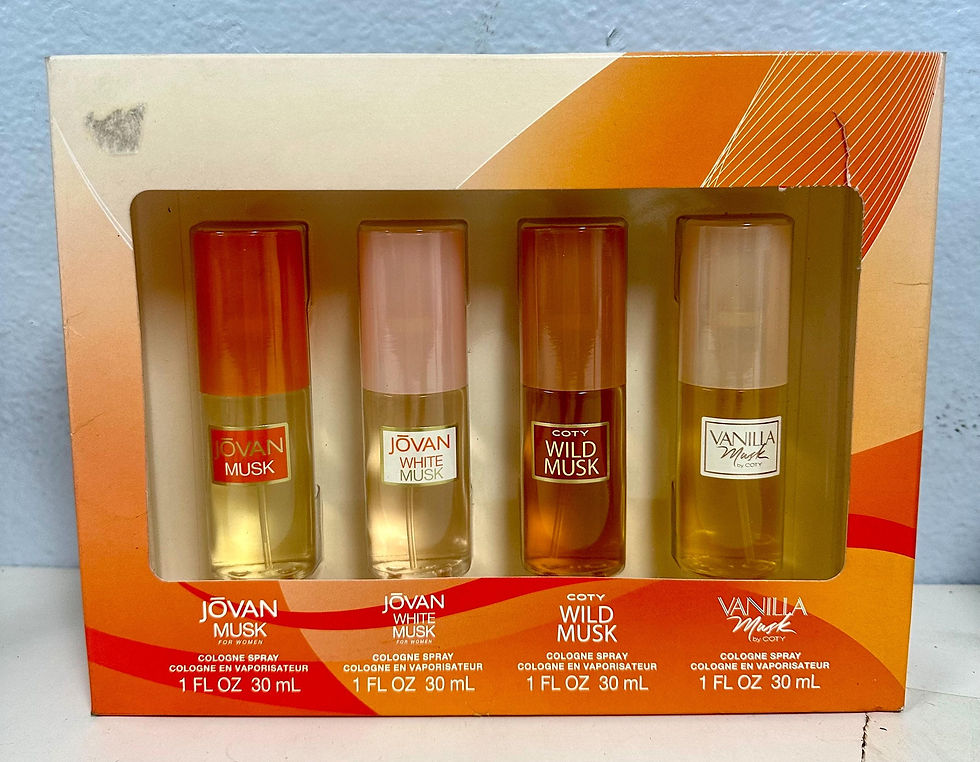 JŌVAN
MUSK
JŌVAN
WHITE
MUSK
COTY
WILD
MUSK
VANILLA
Musk
by COTY
JŌVAN
MUSK
FOR WOMEN
COLOGNE SPRAY
COLOGNE EN VAPORISATEUR
1 FL OZ 30 mL
JŌVAN
WHITE
MUSK
FOR WOMEN
COLOGNE SPRAY
COLOGNE EN VAPORISATEUR
1 FL OZ 30 mL
COTY
WILD
MUSK
COLOGNE SPRAY
COLOGNE EN VAPORISATEUR
1 FL OZ 30 mL
VANILLA
Musk
by COTY
COLOGNE SPRAY
COLOGNE EN VAPORISATEUR
1 FL OZ 30 mL